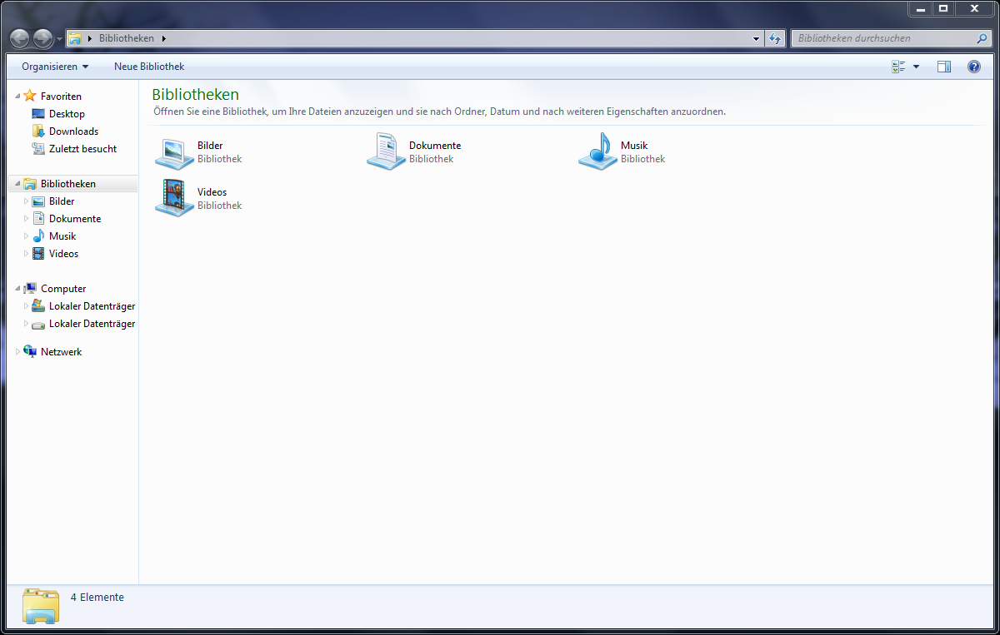 Bibliotheken
Bibliotheken durchsuchen
Organisieren
Neue Bibliothek
Favoriten
Desktop
Downloads
Zuletzt besucht
Bibliotheken
Bilder
Dokumente
Musik
Videos
Computer
Lokaler Datenträger
Lokaler Datenträger
Netzwerk
Bibliotheken
Öffnen Sie eine Bibliothek, um Ihre Dateien anzuzeigen und sie nach Ordner, Datum und nach weiteren Eigenschaften anzuordnen.
Bilder
Bibliothek
Dokumente
Bibliothek
Musik
Bibliothek
Videos
Bibliothek
4 Elemente